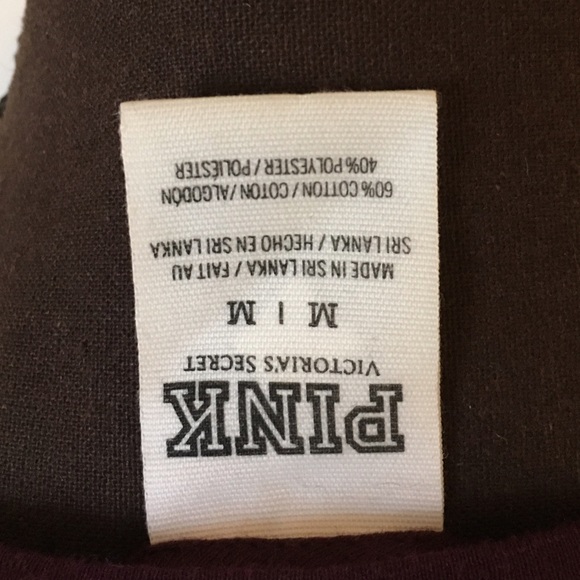 PINK
VICTORIA'S SECRET
M | M
MADE IN SRI LANKA / FAIT AU
SRI LANKA / HECHO EN SRI LANKA
60% COTTON / COTON / ALGODÓN
40% POLYESTER / POLIÉSTER